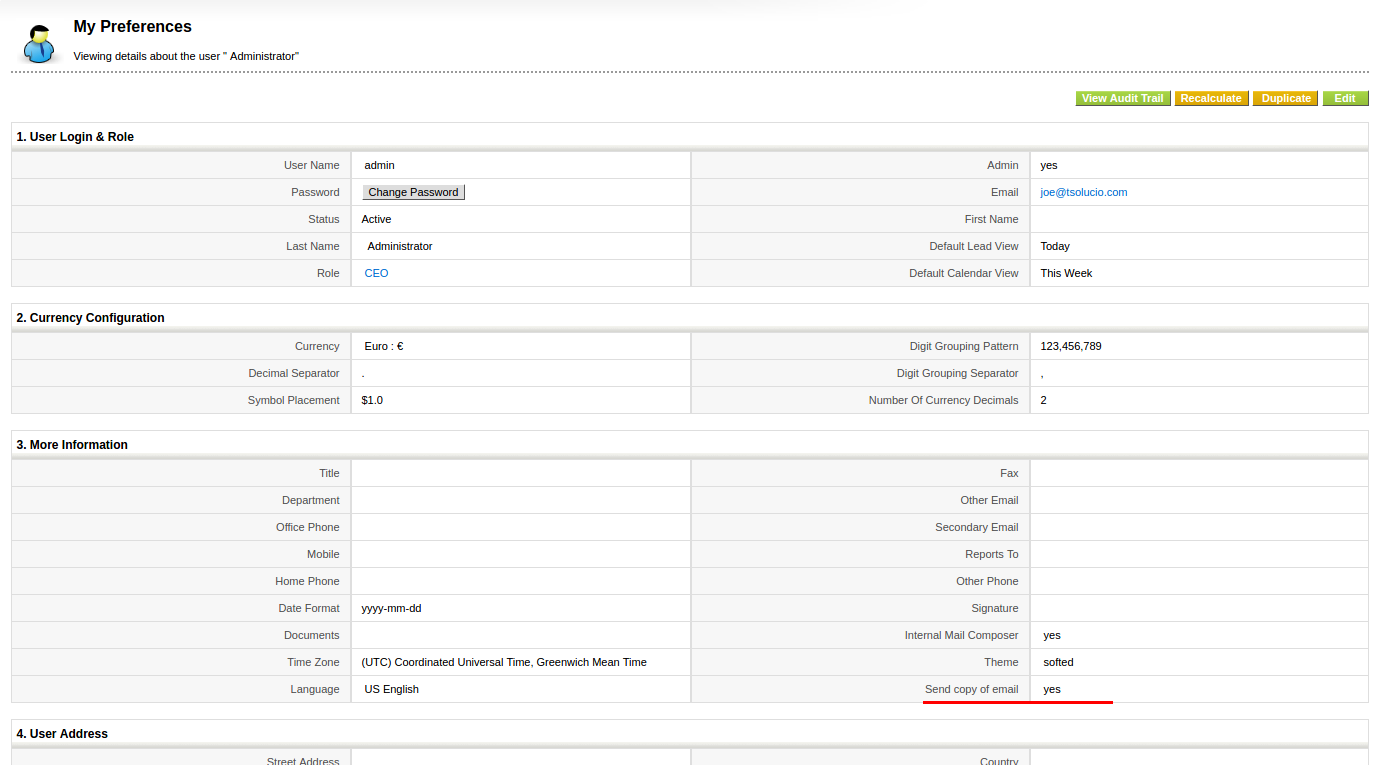 My Preferences
Viewing details about the user " Administrator"
View Audit Trail Recalculate Duplicate Edit
1. User Login & Role
User Name admin Admin yes
Password Change Password Email joe@tsolucio.com
Status Active First Name
Last Name Administrator Default Lead View Today
Role CEO Default Calendar View This Week
2. Currency Configuration
Currency Euro : € Digit Grouping Pattern 123,456,789
Decimal Separator . Digit Grouping Separator ,
Symbol Placement $1.0 Number Of Currency Decimals 2
3. More Information
Title Fax
Department Other Email
Office Phone Secondary Email
Mobile Reports To
Home Phone Other Phone
Date Format yyyy-mm-dd Signature
Documents Internal Mail Composer yes
Time Zone (UTC) Coordinated Universal Time, Greenwich Mean Time Theme softed
Language US English Send copy of email yes
4. User Address
Street Address Country